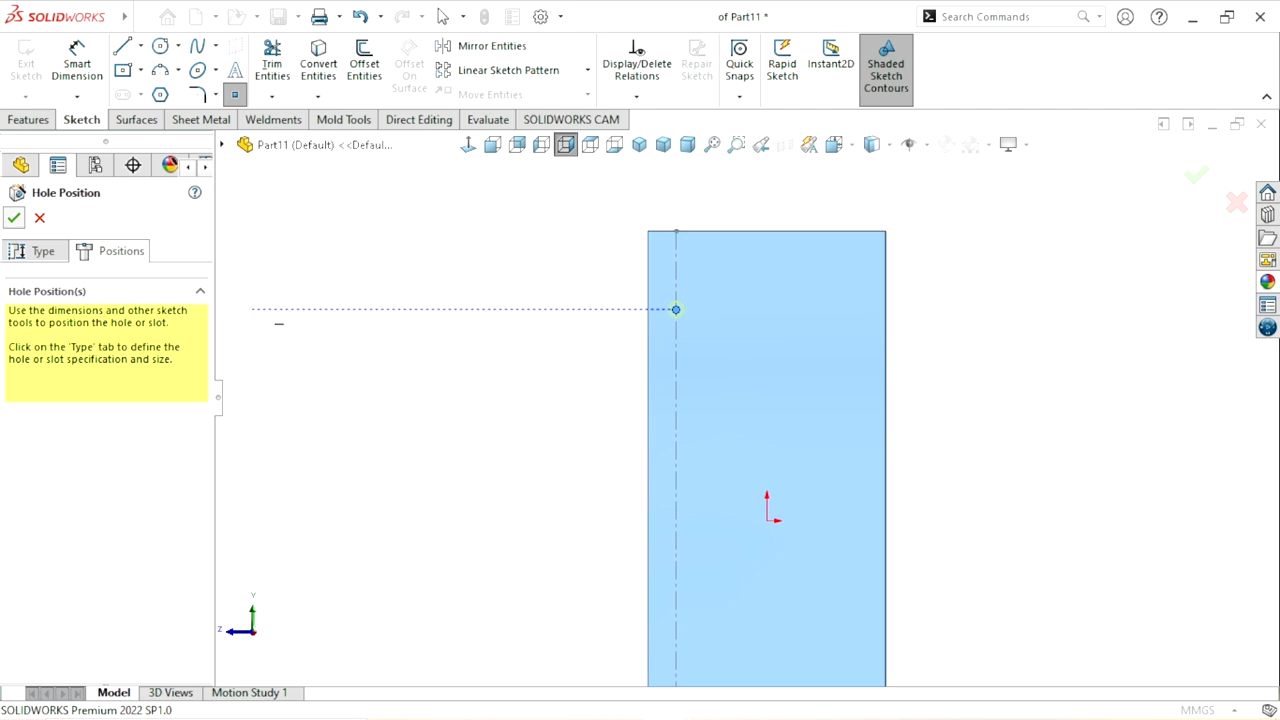 SOLIDWORKS
of Part11 *
Search Commands
Exit Sketch
Smart Dimension
Trim Entities
Convert Entities
Offset Entities
Offset On Surface
Mirror Entities
Linear Sketch Pattern
Move Entities
Display/Delete Relations
Repair Sketch
Quick Snaps
Rapid Sketch
Instant2D
Shaded Sketch Contours
Features
Sketch
Surfaces
Sheet Metal
Weldments
Mold Tools
Direct Editing
Evaluate
SOLIDWORKS CAM
Part11 (Default) <<Defaul...
Hole Position
Type
Positions
Hole Position(s)
Use the dimensions and other sketch
tools to position the hole or slot.
Click on the 'Type' tab to define the
hole or slot specification and size.
Y
Z
Model
3D Views
Motion Study 1
SOLIDWORKS Premium 2022 SP1.0
MMGS